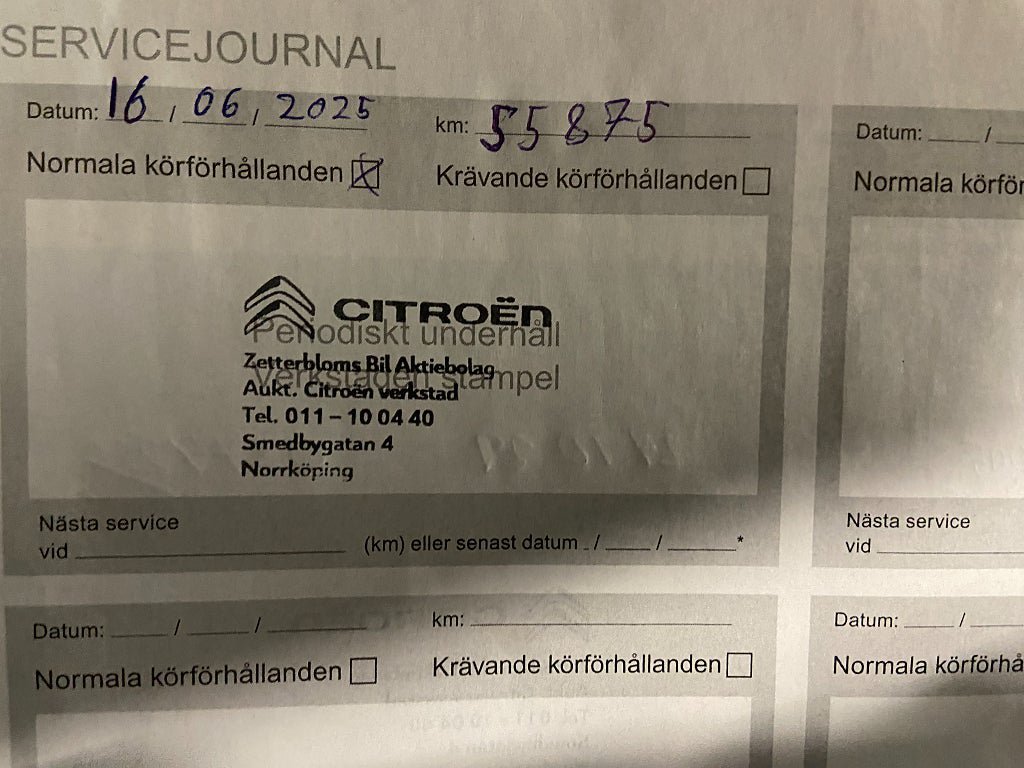 SERVICEJOURNAL
Datum: 16 / 06 / 2025 km: 55875
Normala körförhållanden Krävande körförhållanden
CITROËN
Periodiskt underhåll
Verkstaden stämpel
Zetterbloms Bil Aktiebolag
Aukt. Citroën verkstad
Tel. 011 – 10 04 40
Smedbygatan 4
Norrköping
Nästa service
vid (km) eller senast datum / / *
Datum: /
Normala körför
Nästa service
vid
Datum: / / km:
Normala körförhållanden Krävande körförhållanden
Datum: /
Normala körförhå